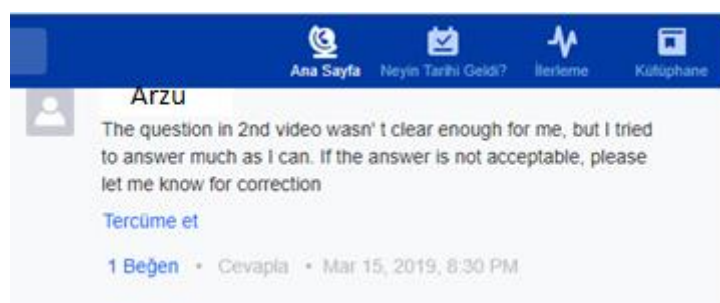 Ana Sayfa Neyin Tarihi Geldi? İlerleme Kütüphane
Arzu
The question in 2nd video wasn' t clear enough for me, but I tried
to answer much as I can. If the answer is not acceptable, please
let me know for correction
Tercüme et
1 Beğen • Cevapla • Mar 15, 2019, 8:30 PM